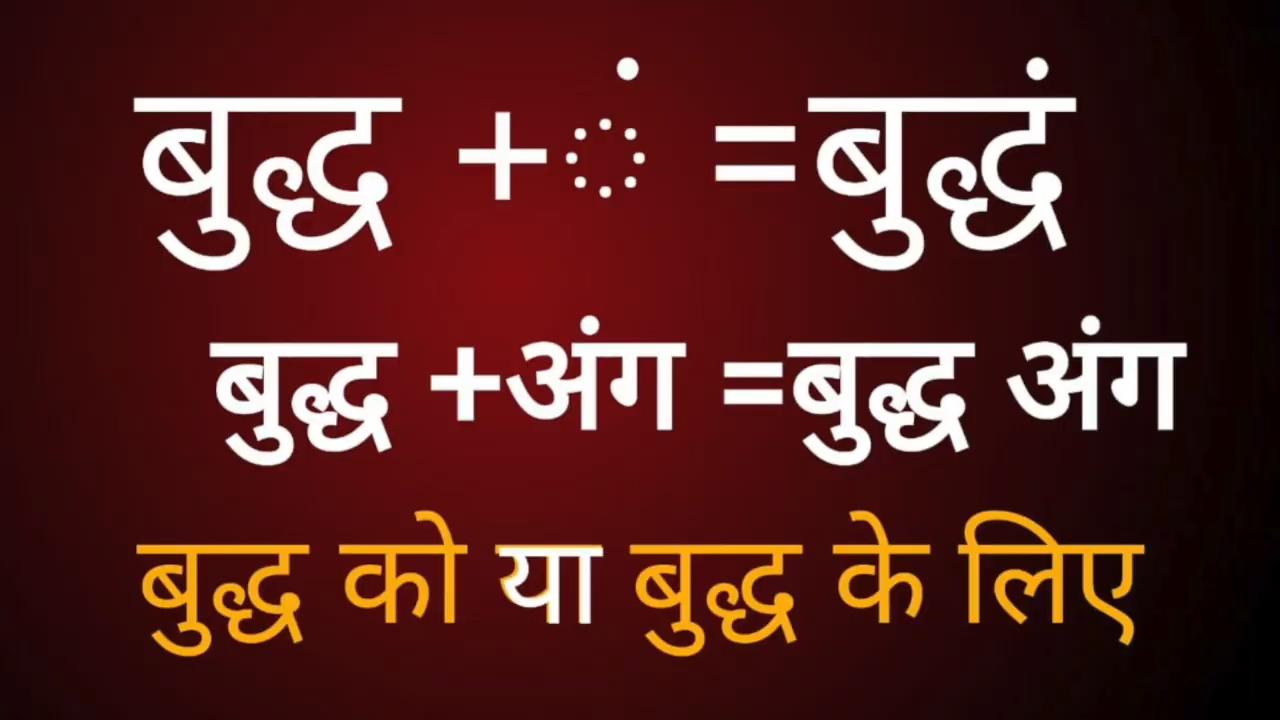 बुद्ध +ं =बुद्धं
बुद्ध +अंग =बुद्ध अंग
बुद्ध को या बुद्ध के लिए